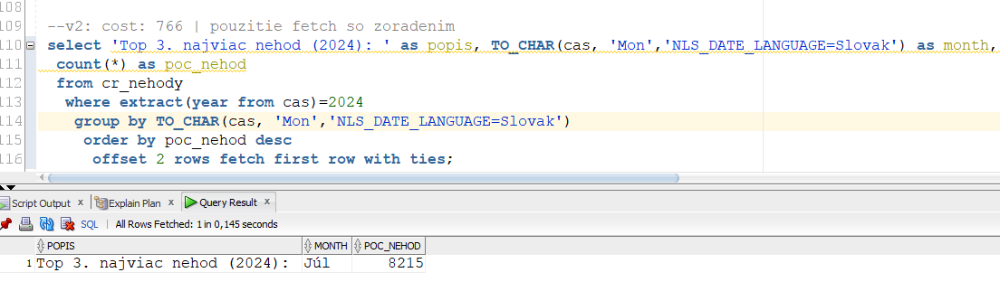 108
109 --v2: cost: 766 | pouzitie fetch so zoradenim
110 select 'Top 3. najviac nehod (2024): ' as popis, TO_CHAR(cas, 'Mon','NLS_DATE_LANGUAGE=Slovak') as month,
111 count(*) as poc_nehod
112 from cr_nehody
113 where extract(year from cas)=2024
114 group by TO_CHAR(cas, 'Mon','NLS_DATE_LANGUAGE=Slovak')
115 order by poc_nehod desc
116 offset 2 rows fetch first row with ties;
Script Output x Explain Plan x Query Result x
SQL | All Rows Fetched: 1 in 0,145 seconds
POPIS MONTH POC_NEHOD
1 Top 3. najviac nehod (2024): Júl 8215